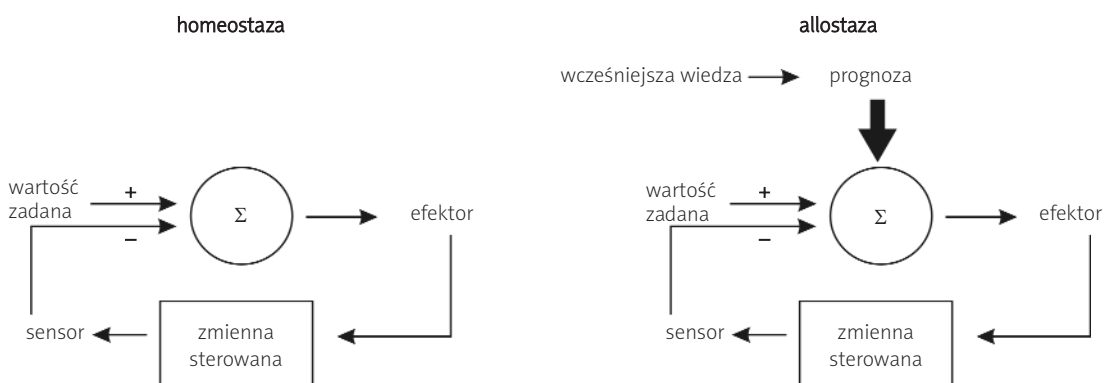 homeostaza
wartość
zadana
+
−
Σ
efektor
sensor
zmienna
sterowana
allostaza
wcześniejsza wiedza
prognoza
wartość
zadana
+
−
Σ
efektor
sensor
zmienna
sterowana